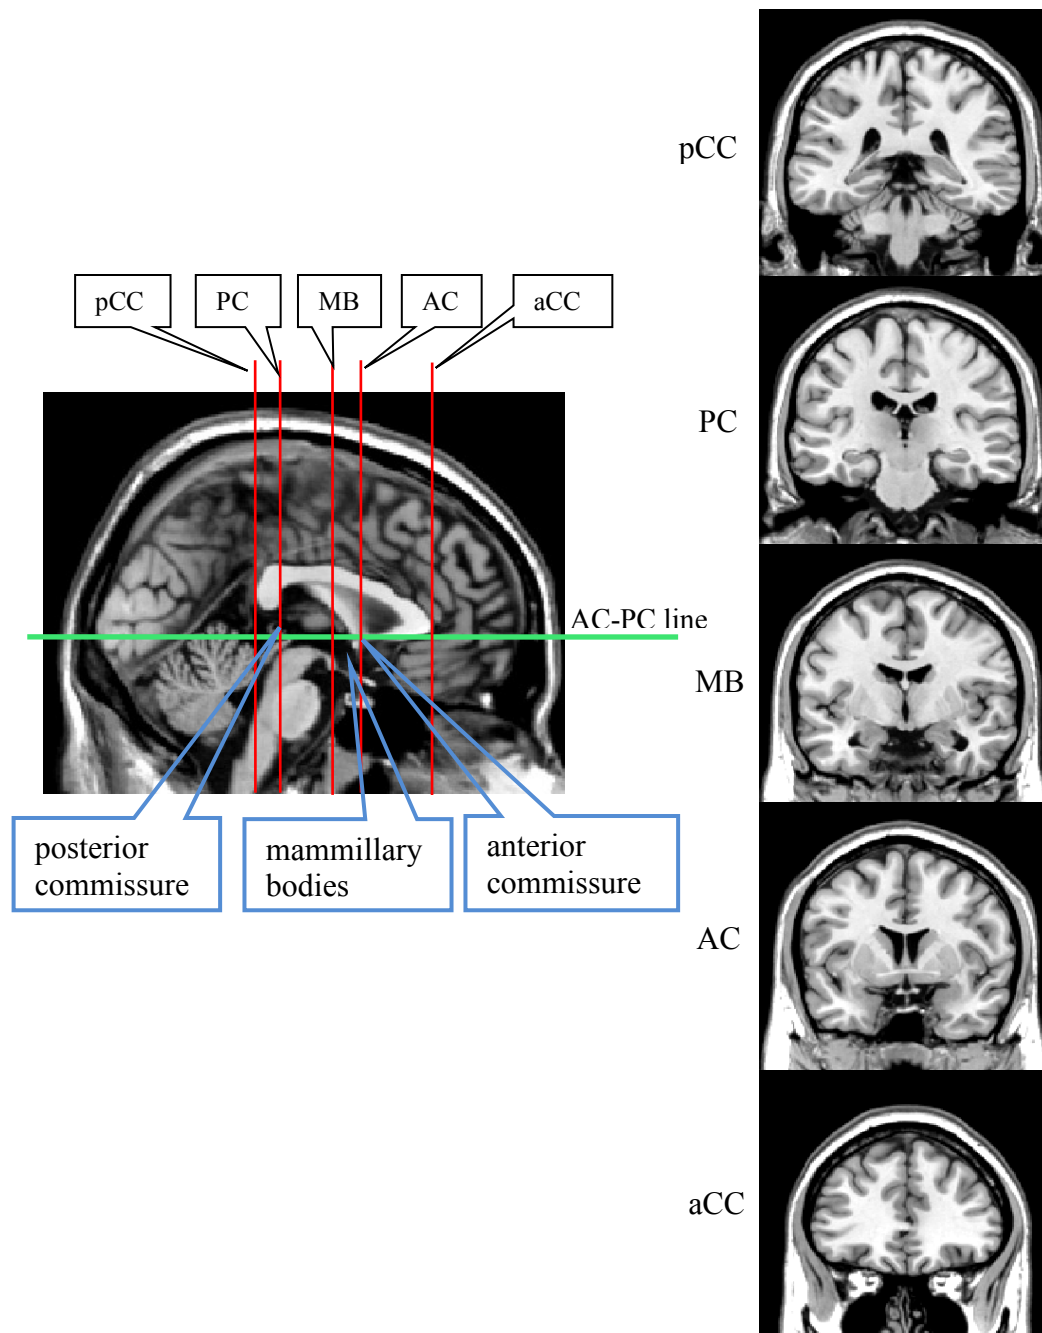 pCC
PC
MB
AC
aCC
AC-PC line
posterior
commissure
mammillary
bodies
anterior
commissure
pCC
PC
MB
AC
aCC